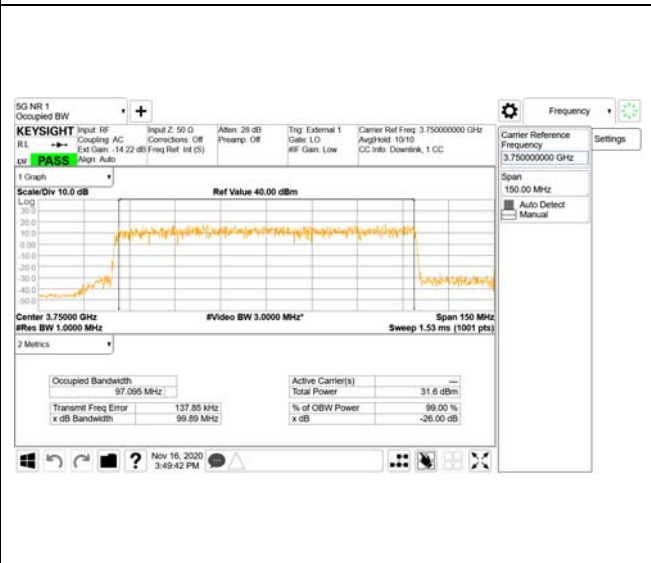 5G NR 1
Occupied BW
Frequency
KEYSIGHT
RL
PASS
Input: RF
Coupling: AC
Ext Gain: -14.22 dB
Align: Auto
Input Z: 50 Ω
Corrections: Off
Freq Ref: Int (S)
Atten: 28 dB
Preamp: Off
Trig: External 1
Gate: LO
#IF Gain: Low
Carrier Ref Freq: 3.750000000 GHz
Avg|Hold: 10/10
CC Info: Downlink, 1 CC
Carrier Reference
Frequency
3.750000000 GHz
Settings
Span
150.00 MHz
Auto Detect
Manual
1 Graph
Scale/Div 10.0 dB
Ref Value 40.00 dBm
Log
30.0
20.0
10.0
0.00
-10.0
-20.0
-30.0
-40.0
-50.0
Center 3.75000 GHz
#Video BW 3.0000 MHz*
Span 150 MHz
#Res BW 1.0000 MHz
Sweep 1.53 ms (1001 pts)
2 Metrics
Occupied Bandwidth
97.095 MHz
Active Carrier(s)
---
Total Power
31.6 dBm
Transmit Freq Error
137.85 kHz
% of OBW Power
99.00 %
x dB Bandwidth
99.89 MHz
x dB
-26.00 dB
?
Nov 16, 2020
3:49:42 PM